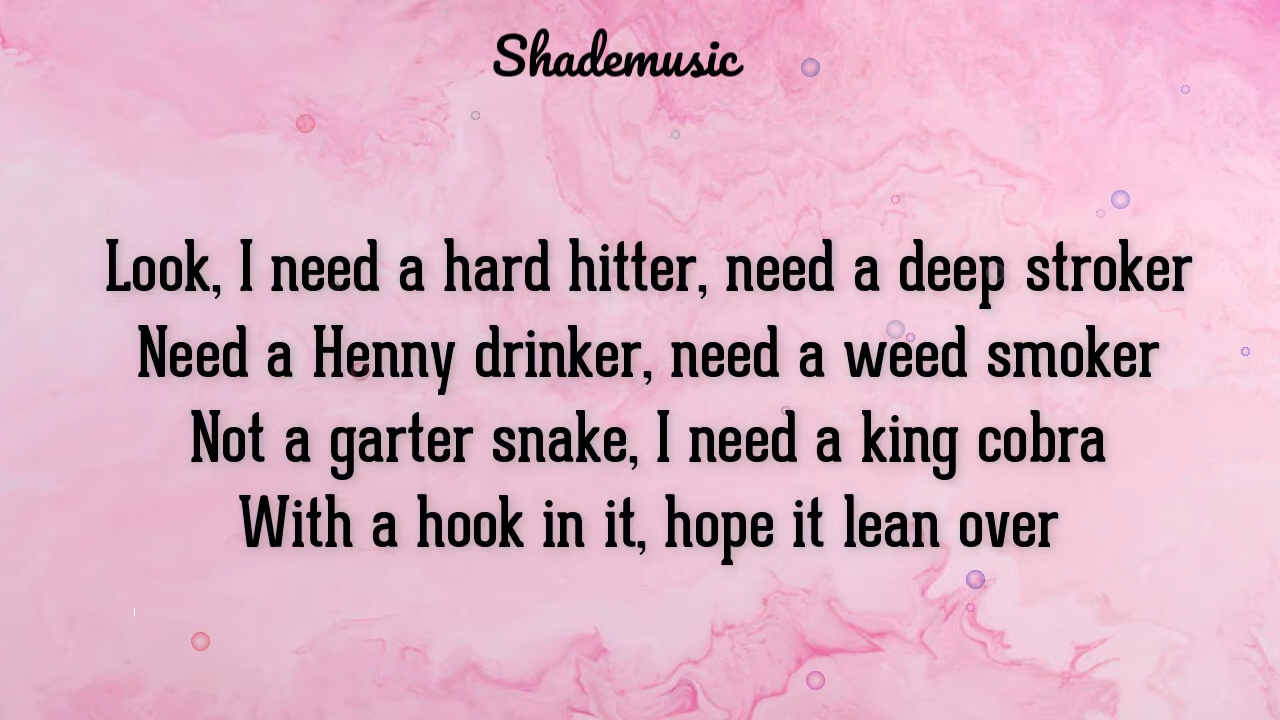 Shademusic
Look, I need a hard hitter, need a deep stroker
Need a Henny drinker, need a weed smoker
Not a garter snake, I need a king cobra
With a hook in it, hope it lean over